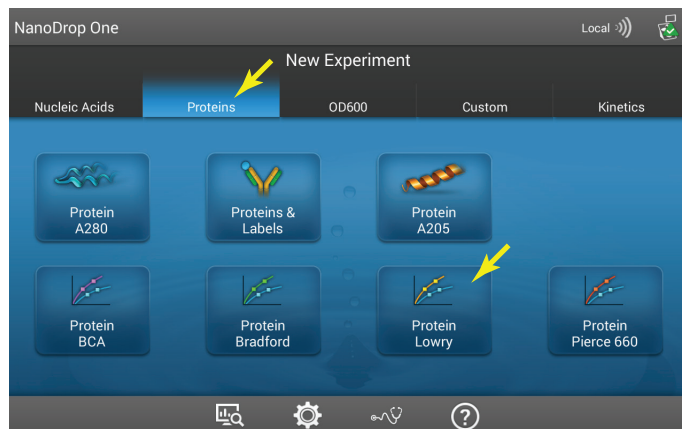 NanoDrop One
Local
New Experiment
Nucleic Acids Proteins OD600 Custom Kinetics
Protein
A280
Proteins &
Labels
Protein
A205
Protein
BCA
Protein
Bradford
Protein
Lowry
Protein
Pierce 660
?